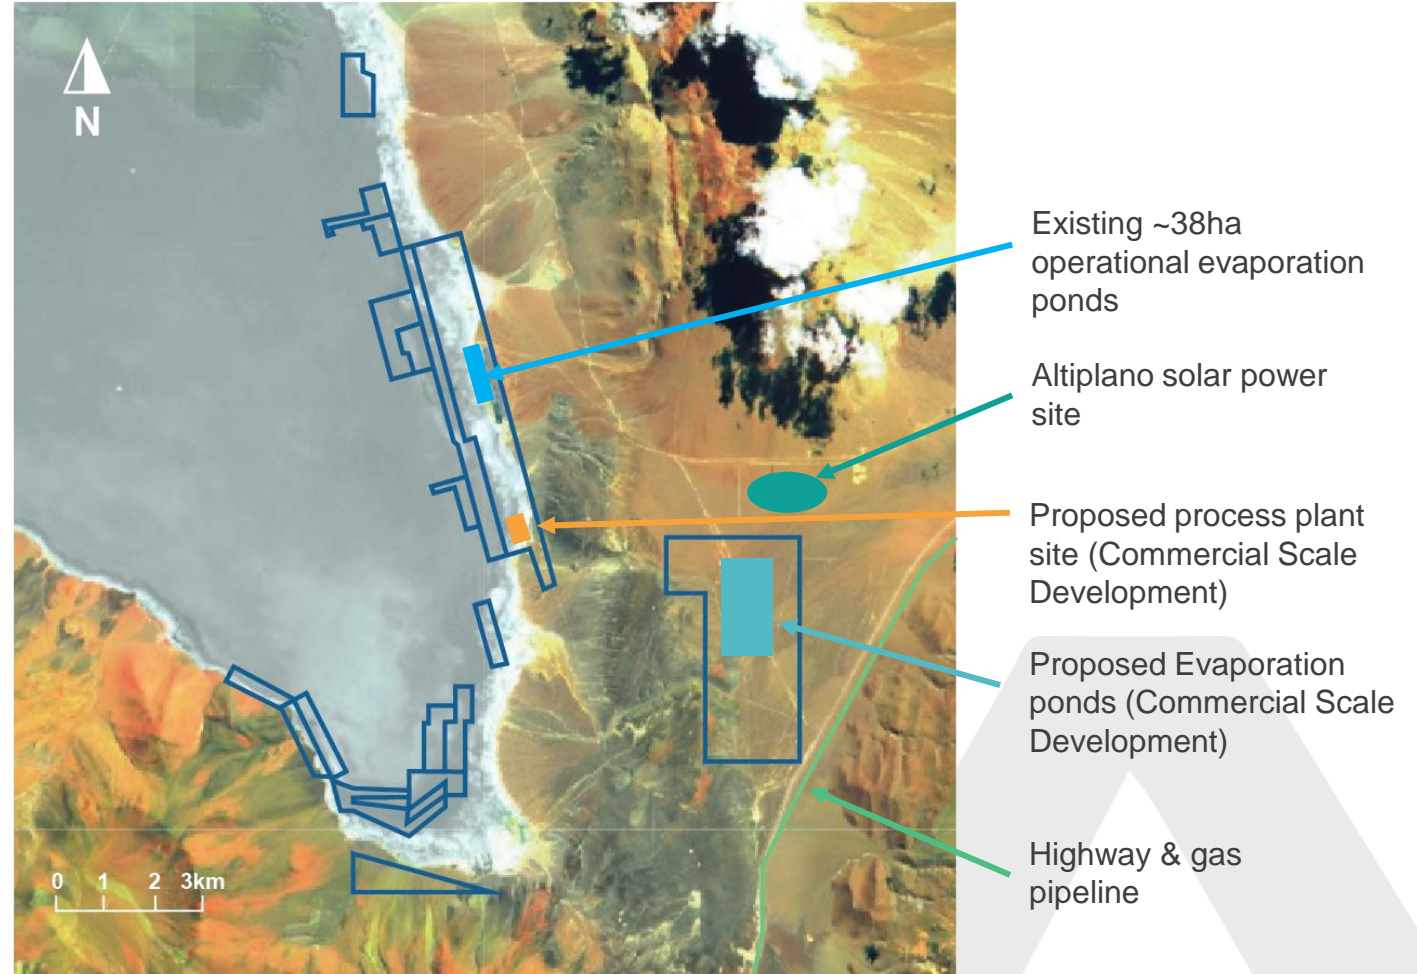 N
Existing ~38ha
operational evaporation
ponds
Altiplano solar power
site
Proposed process plant
site (Commercial Scale
Development)
Proposed Evaporation
ponds (Commercial Scale
Development)
Highway & gas
pipeline
0 1 2 3km